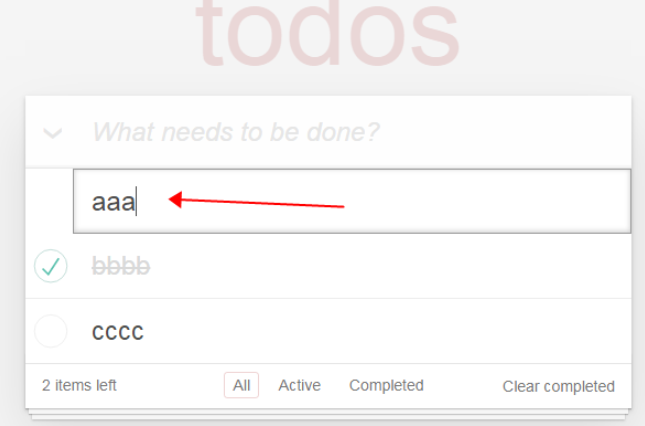 todos
What needs to be done?
aaa
bbbb
cccc
2 items left All Active Completed Clear completed